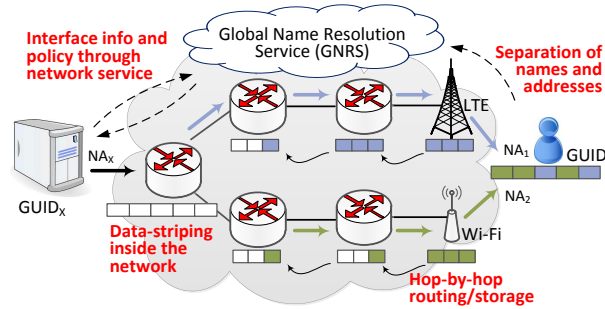 Global Name Resolution
Service (GNRS)
Interface info and
policy through
network service
Separation of
names and
addresses
LTE
NA1
GUID
NAX
GUIDX
NA2
Data-striping
inside the
network
Wi-Fi
Hop-by-hop
routing/storage